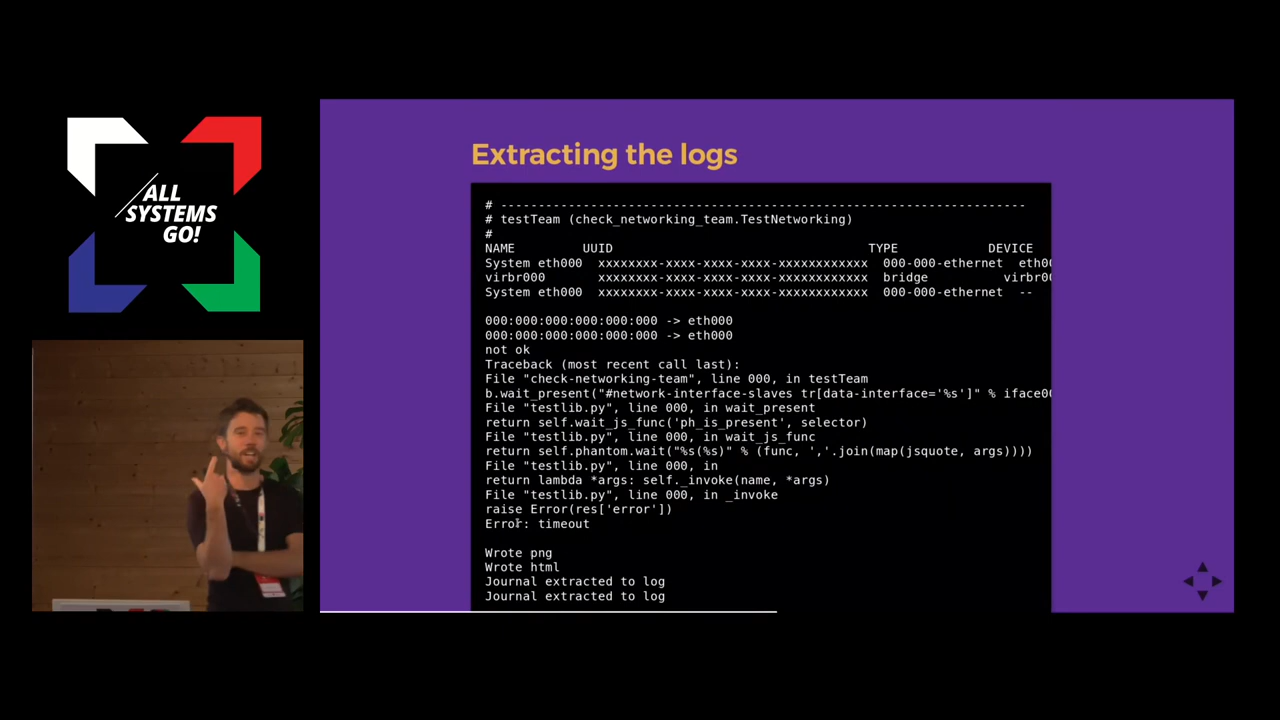 ALL
SYSTEMS
GO!
Extracting the logs
# ----------------------------------------------------------------------
# testTeam (check_networking_team.TestNetworking)
#
NAME UUID TYPE DEVICE
System eth000 xxxxxxxx-xxxx-xxxx-xxxx-xxxxxxxxxxxx 000-000-ethernet eth00
virbr000 xxxxxxxx-xxxx-xxxx-xxxx-xxxxxxxxxxxx bridge virbr00
System eth000 xxxxxxxx-xxxx-xxxx-xxxx-xxxxxxxxxxxx 000-000-ethernet --
000:000:000:000:000:000 -> eth000
000:000:000:000:000:000 -> eth000
not ok
Traceback (most recent call last):
File "check-networking-team", line 000, in testTeam
b.wait_present("#network-interface-slaves tr[data-interface='%s']" % iface00
File "testlib.py", line 000, in wait_present
return self.wait_js_func('ph_is_present', selector)
File "testlib.py", line 000, in wait_js_func
return self.phantom.wait("%s(%s)" % (func, ','.join(map(jsquote, args))))
File "testlib.py", line 000, in
return lambda *args: self._invoke(name, *args)
File "testlib.py", line 000, in _invoke
raise Error(res['error'])
Error: timeout
Wrote png
Wrote html
Journal extracted to log
Journal extracted to log